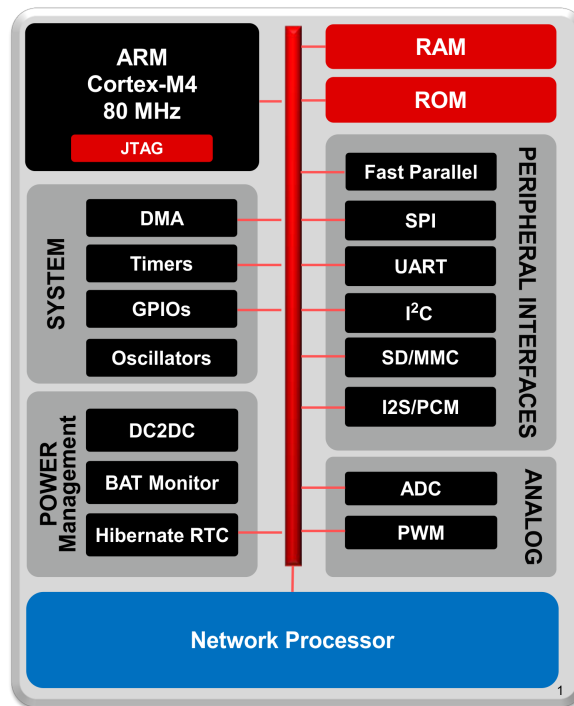 ARM
Cortex-M4
80 MHz
JTAG
RAM
ROM
SYSTEM
DMA
Timers
GPIOs
Oscillators
POWER
Management
DC2DC
BAT Monitor
Hibernate RTC
PERIPHERAL INTERFACES
Fast Parallel
SPI
UART
I²C
SD/MMC
I2S/PCM
ANALOG
ADC
PWM
Network Processor
1